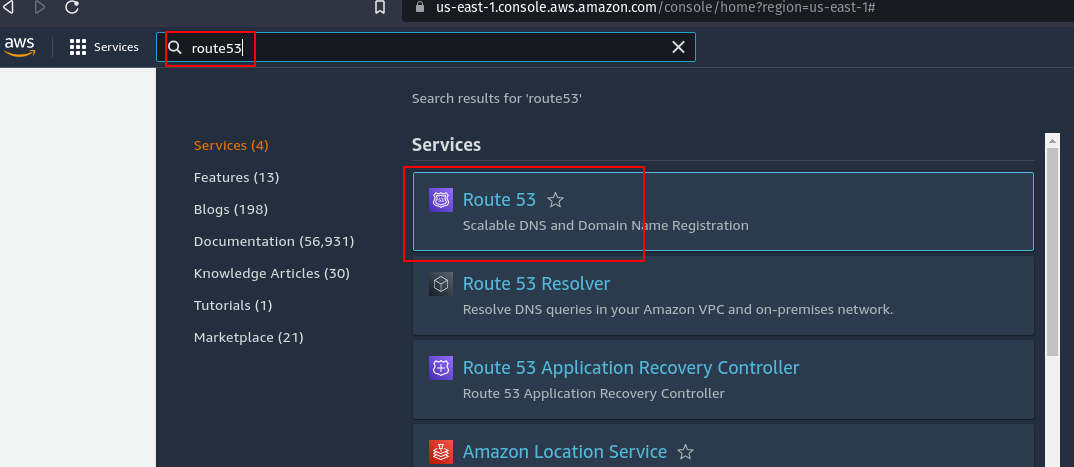 us-east-1.console.aws.amazon.com/console/home?region=us-east-1#
aws
Services
route53
Search results for 'route53'
Services (4)
Features (13)
Blogs (198)
Documentation (56,931)
Knowledge Articles (30)
Tutorials (1)
Marketplace (21)
Services
Route 53
Scalable DNS and Domain Name Registration
Route 53 Resolver
Resolve DNS queries in your Amazon VPC and on-premises network.
Route 53 Application Recovery Controller
Route 53 Application Recovery Controller
Amazon Location Service